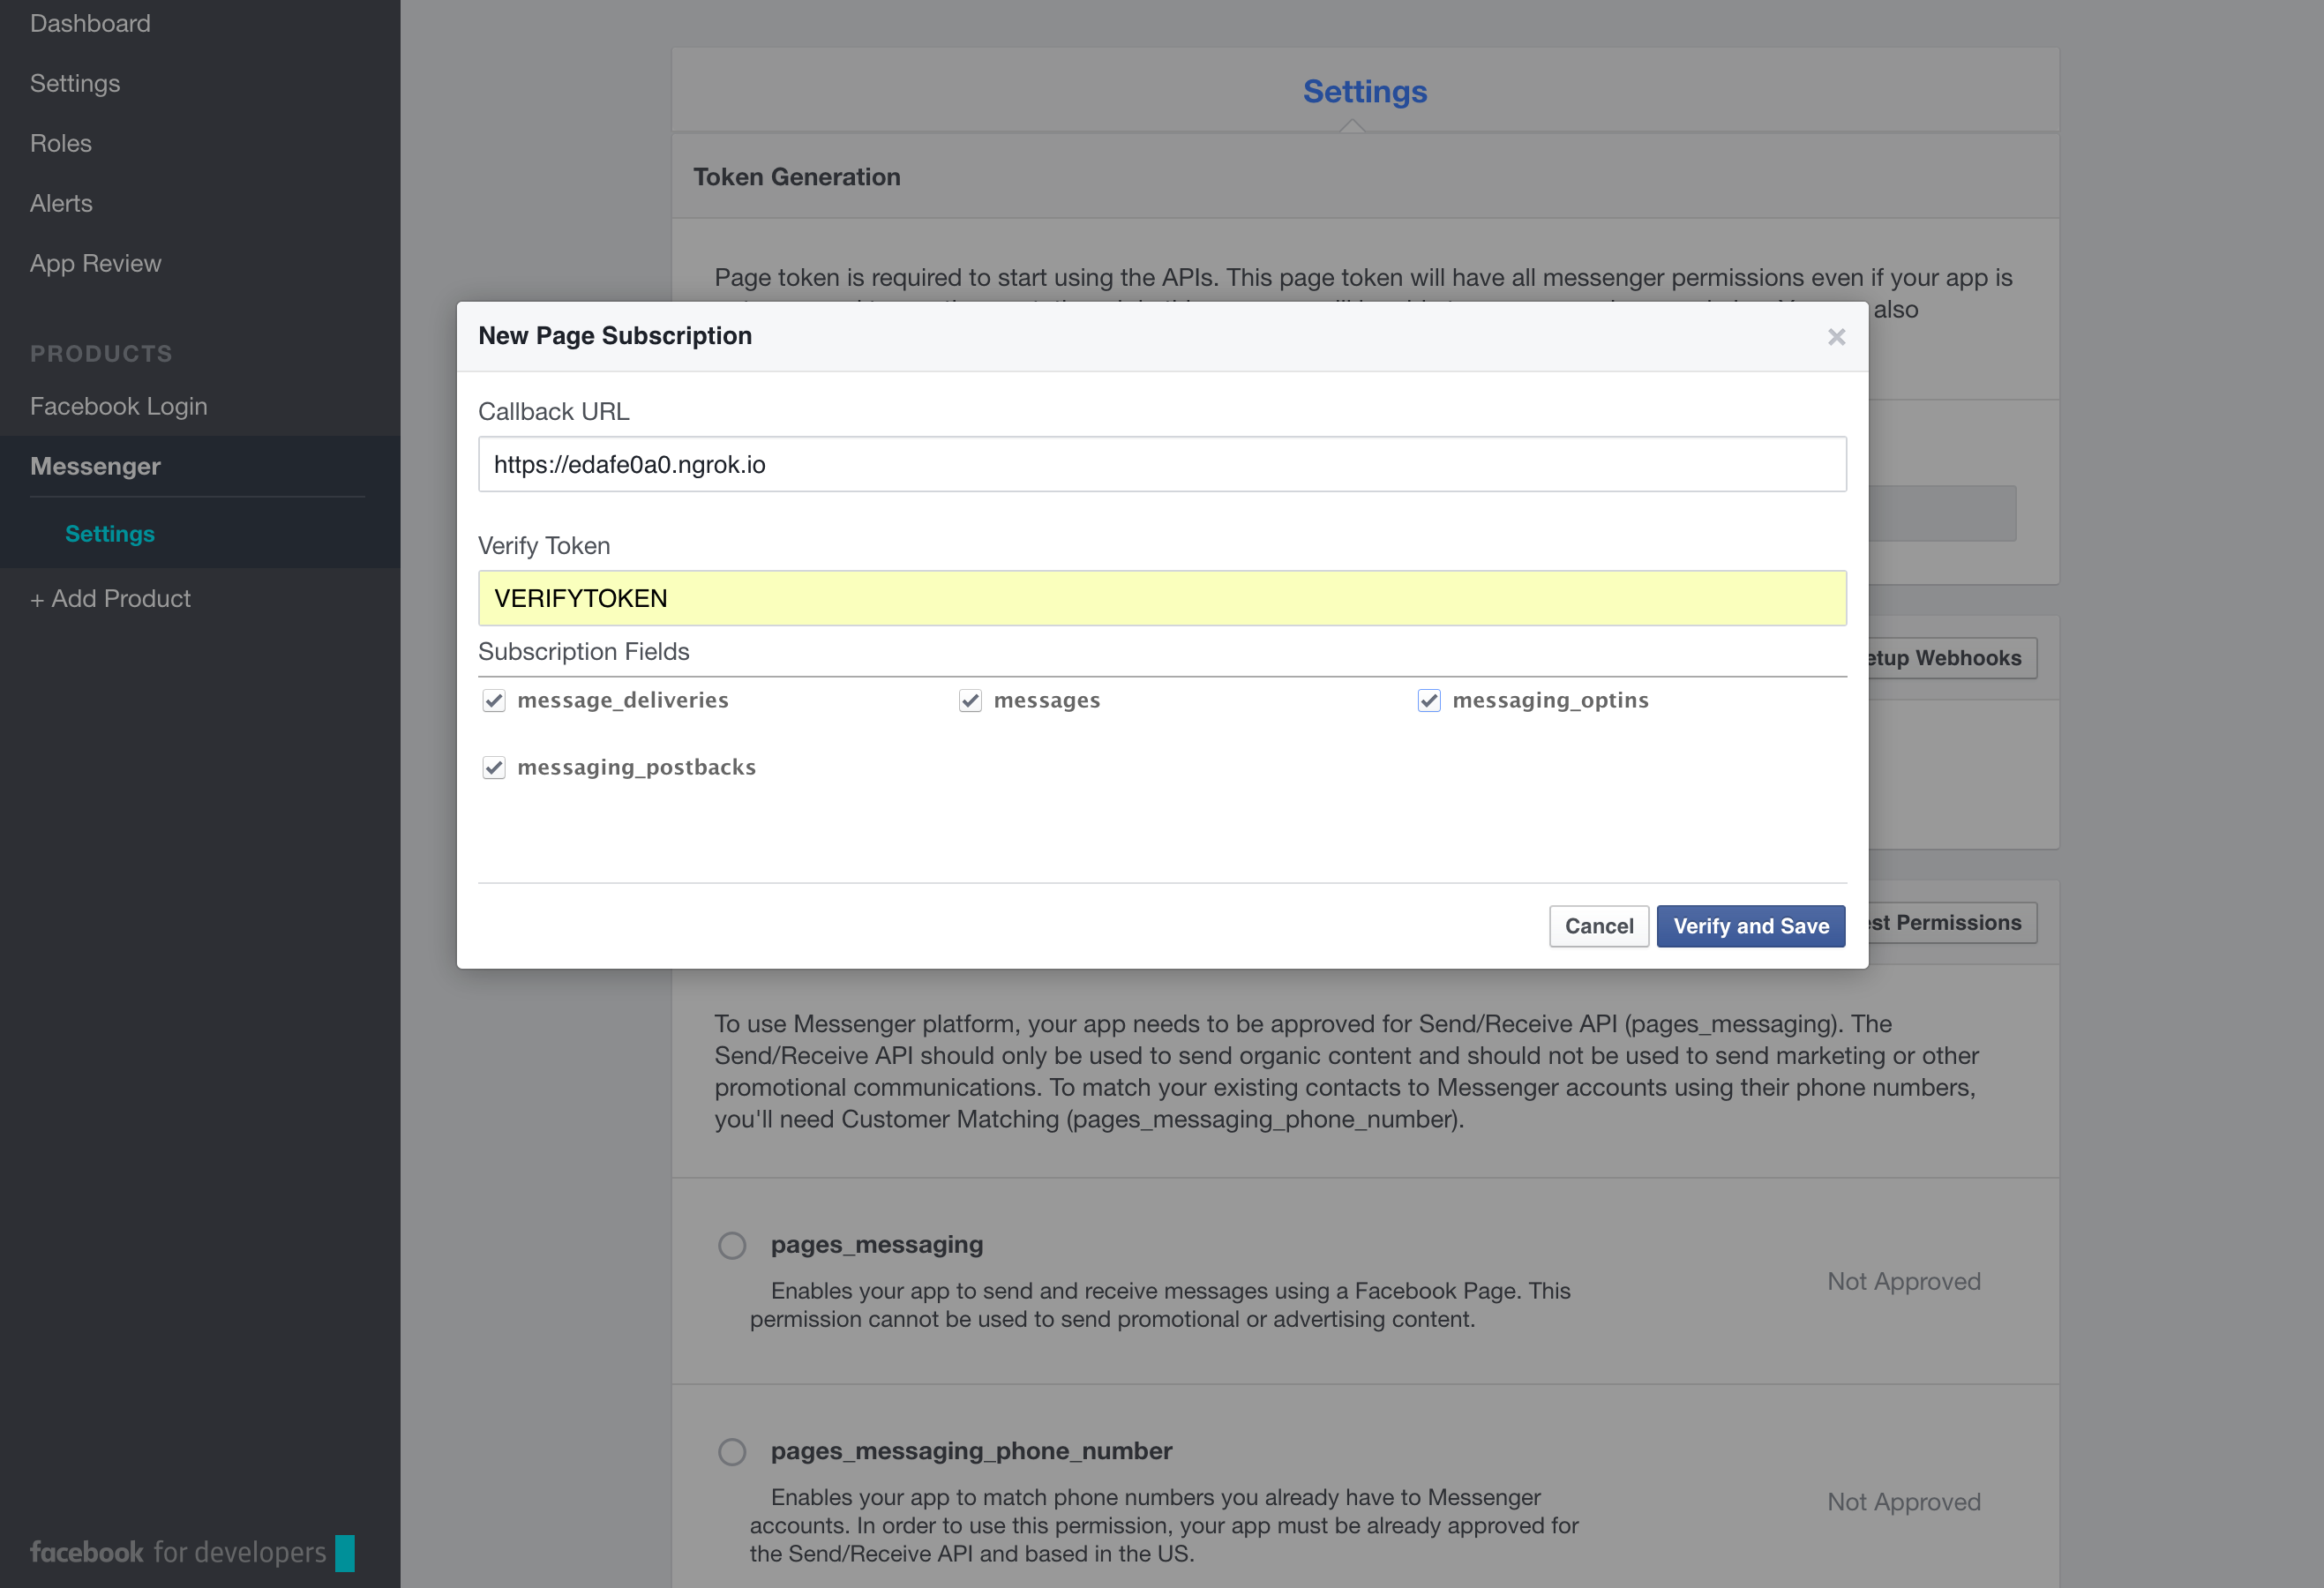 Dashboard
Settings
Roles
Alerts
App Review
PRODUCTS
Facebook Login
Messenger
Settings
+ Add Product
facebook for developers
Settings
Token Generation
Page token is required to start using the APIs. This page token will have all messenger permissions even if your app is
also
New Page Subscription
×
Callback URL
https://edafe0a0.ngrok.io
Verify Token
VERIFYTOKEN
Subscription Fields
message_deliveries messages messaging_optins
messaging_postbacks
Cancel Verify and Save
etup Webhooks
est Permissions
To use Messenger platform, your app needs to be approved for Send/Receive API (pages_messaging). The
Send/Receive API should only be used to send organic content and should not be used to send marketing or other
promotional communications. To match your existing contacts to Messenger accounts using their phone numbers,
you'll need Customer Matching (pages_messaging_phone_number).
pages_messaging
Enables your app to send and receive messages using a Facebook Page. This
permission cannot be used to send promotional or advertising content.
Not Approved
pages_messaging_phone_number
Enables your app to match phone numbers you already have to Messenger
accounts. In order to use this permission, your app must be already approved for
the Send/Receive API and based in the US.
Not Approved